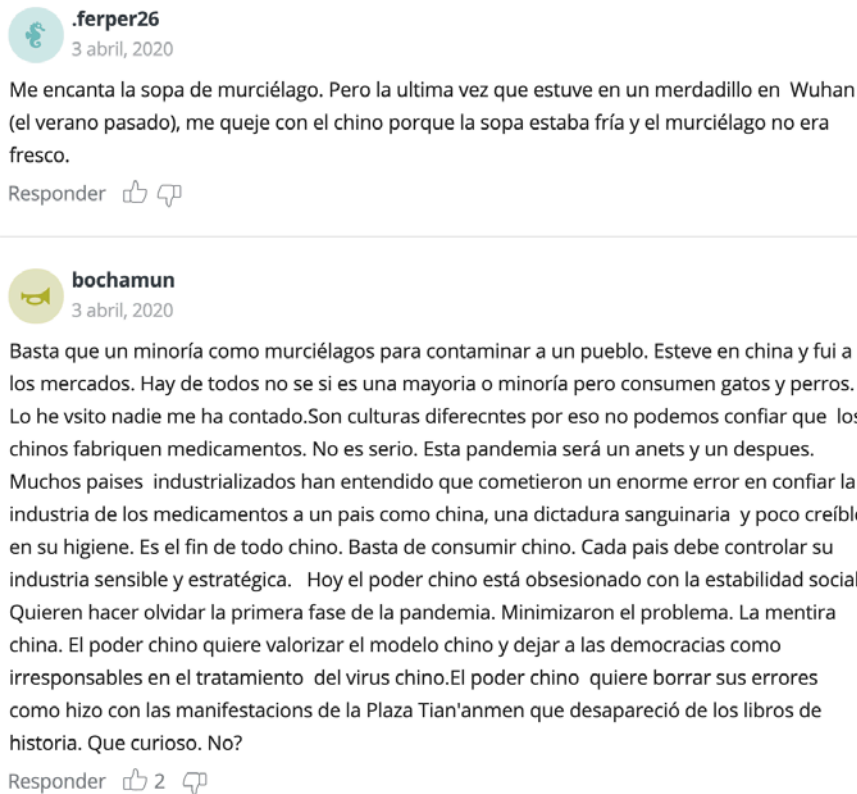 .ferper26
3 abril, 2020
Me encanta la sopa de murciélago. Pero la ultima vez que estuve en un merdadillo en Wuhan
(el verano pasado), me queje con el chino porque la sopa estaba fría y el murciélago no era
fresco.
Responder
bochamun
3 abril, 2020
Basta que un minoría como murciélagos para contaminar a un pueblo. Esteve en china y fui a
los mercados. Hay de todos no se si es una mayoria o minoría pero consumen gatos y perros.
Lo he vsito nadie me ha contado.Son culturas diferecntes por eso no podemos confiar que los
chinos fabriquen medicamentos. No es serio. Esta pandemia será un anets y un despues.
Muchos paises industrializados han entendido que cometieron un enorme error en confiar la
industria de los medicamentos a un pais como china, una dictadura sanguinaria y poco creíble
en su higiene. Es el fin de todo chino. Basta de consumir chino. Cada pais debe controlar su
industria sensible y estratégica. Hoy el poder chino está obsesionado con la estabilidad social
Quieren hacer olvidar la primera fase de la pandemia. Minimizaron el problema. La mentira
china. El poder chino quiere valorizar el modelo chino y dejar a las democracias como
irresponsables en el tratamiento del virus chino.El poder chino quiere borrar sus errores
como hizo con las manifestacions de la Plaza Tian'anmen que desapareció de los libros de
historia. Que curioso. No?
Responder 2